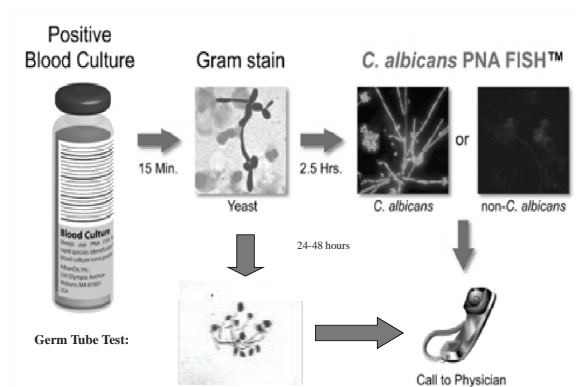 Positive
Blood Culture
Gram stain
C. albicans PNA FISH™
15 Min.
2.5 Hrs.
or
Yeast
C. albicans
non-C. albicans
Blood Culture
24-48 hours
Germ Tube Test:
Call to Physician